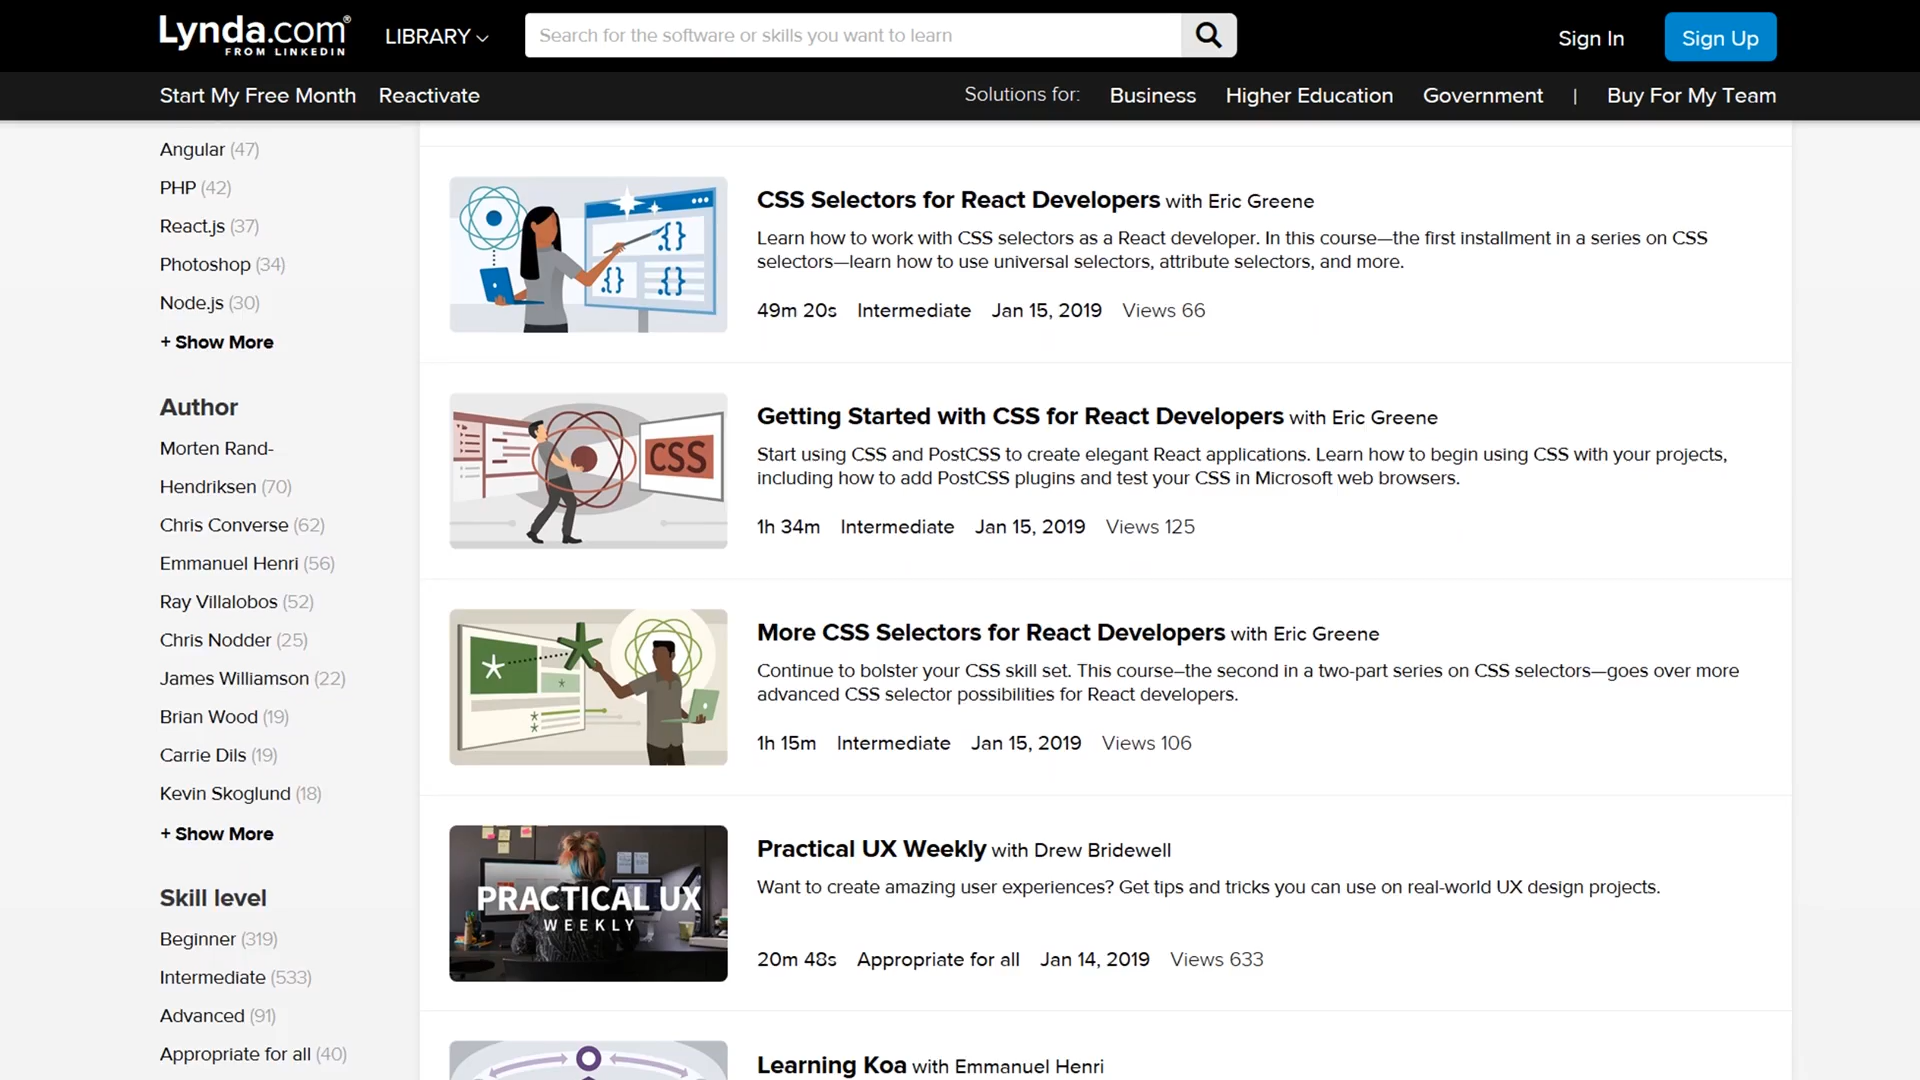 Lynda.com®
FROM LINKEDIN
LIBRARY
Search for the software or skills you want to learn
Sign In
Sign Up
Start My Free Month
Reactivate
Solutions for:
Business
Higher Education
Government
|
Buy For My Team
Angular (47)
PHP (42)
React.js (37)
Photoshop (34)
Node.js (30)
+ Show More
Author
Morten Rand-
Hendriksen (70)
Chris Converse (62)
Emmanuel Henri (56)
Ray Villalobos (52)
Chris Nodder (25)
James Williamson (22)
Brian Wood (19)
Carrie Dils (19)
Kevin Skoglund (18)
+ Show More
Skill level
Beginner (319)
Intermediate (533)
Advanced (91)
Appropriate for all (40)
.{}
.{}
.{}
CSS Selectors for React Developers with Eric Greene
Learn how to work with CSS selectors as a React developer. In this course—the first installment in a series on CSS
selectors—learn how to use universal selectors, attribute selectors, and more.
49m 20s Intermediate Jan 15, 2019 Views 66
CSS
Getting Started with CSS for React Developers with Eric Greene
Start using CSS and PostCSS to create elegant React applications. Learn how to begin using CSS with your projects,
including how to add PostCSS plugins and test your CSS in Microsoft web browsers.
1h 34m Intermediate Jan 15, 2019 Views 125
More CSS Selectors for React Developers with Eric Greene
Continue to bolster your CSS skill set. This course–the second in a two-part series on CSS selectors—goes over more
advanced CSS selector possibilities for React developers.
1h 15m Intermediate Jan 15, 2019 Views 106
PRACTICAL UX
WEEKLY
Practical UX Weekly with Drew Bridewell
Want to create amazing user experiences? Get tips and tricks you can use on real-world UX design projects.
20m 48s Appropriate for all Jan 14, 2019 Views 633
Learning Koa with Emmanuel Henri